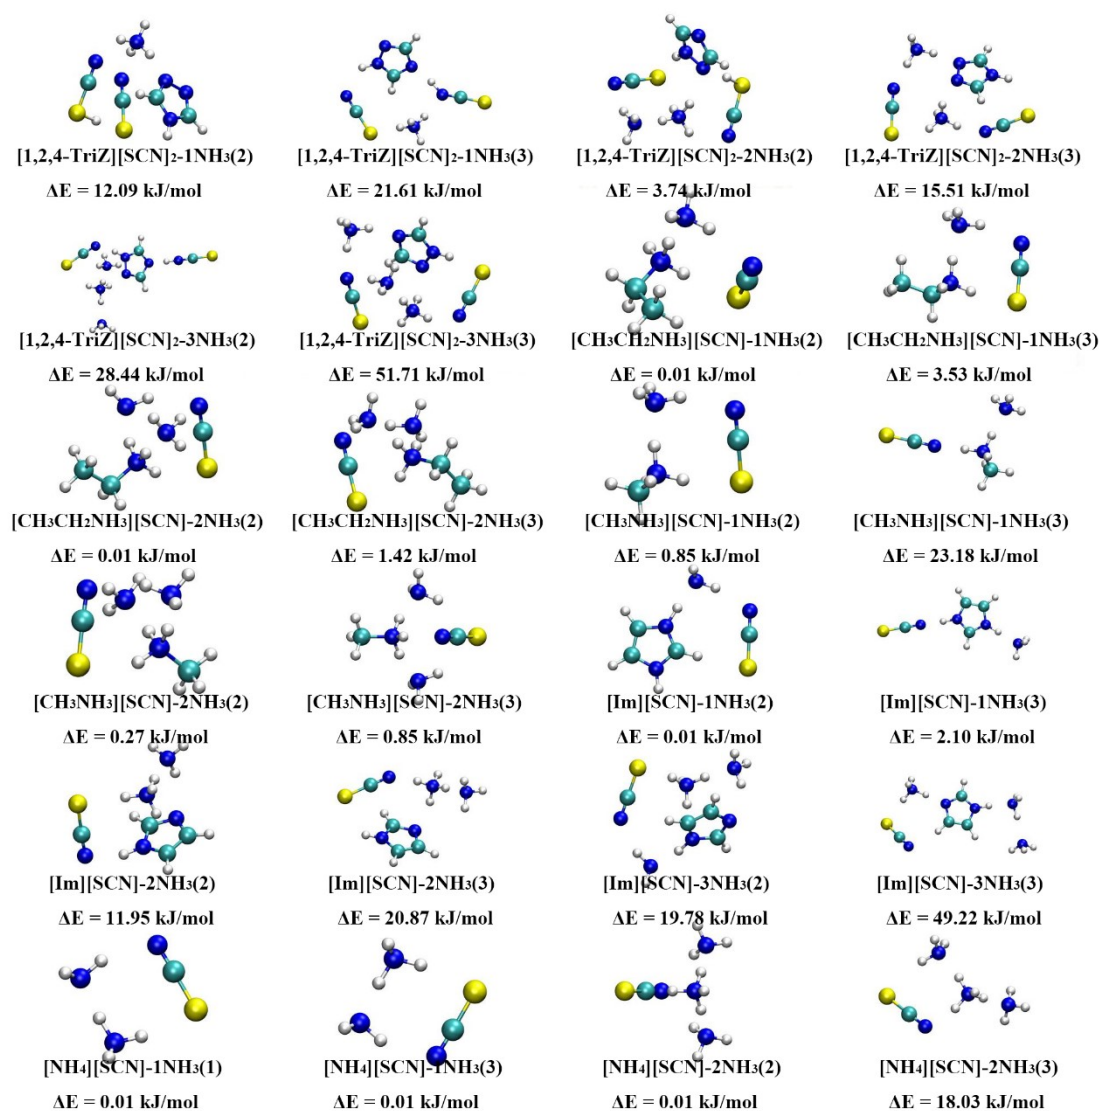 [1,2,4-TriZ][SCN]₂-1NH₃(2) [1,2,4-TriZ][SCN]₂-1NH₃(3) [1,2,4-TriZ][SCN]₂-2NH₃(2) [1,2,4-TriZ][SCN]₂-2NH₃(3)
ΔE = 12.09 kJ/mol ΔE = 21.61 kJ/mol ΔE = 3.74 kJ/mol ΔE = 15.51 kJ/mol
[1,2,4-TriZ][SCN]₂-3NH₃(2) [1,2,4-TriZ][SCN]₂-3NH₃(3) [CH₃CH₂NH₃][SCN]-1NH₃(2) [CH₃CH₂NH₃][SCN]-1NH₃(3)
ΔE = 28.44 kJ/mol ΔE = 51.71 kJ/mol ΔE = 0.01 kJ/mol ΔE = 3.53 kJ/mol
[CH₃CH₂NH₃][SCN]-2NH₃(2) [CH₃CH₂NH₃][SCN]-2NH₃(3) [CH₃NH₃][SCN]-1NH₃(2) [CH₃NH₃][SCN]-1NH₃(3)
ΔE = 0.01 kJ/mol ΔE = 1.42 kJ/mol ΔE = 0.85 kJ/mol ΔE = 23.18 kJ/mol
[CH₃NH₃][SCN]-2NH₃(2) [CH₃NH₃][SCN]-2NH₃(3) [Im][SCN]-1NH₃(2) [Im][SCN]-1NH₃(3)
ΔE = 0.27 kJ/mol ΔE = 0.85 kJ/mol ΔE = 0.01 kJ/mol ΔE = 2.10 kJ/mol
[Im][SCN]-2NH₃(2) [Im][SCN]-2NH₃(3) [Im][SCN]-3NH₃(2) [Im][SCN]-3NH₃(3)
ΔE = 11.95 kJ/mol ΔE = 20.87 kJ/mol ΔE = 19.78 kJ/mol ΔE = 49.22 kJ/mol
[NH₄][SCN]-1NH₃(1) [NH₄][SCN]-1NH₃(3) [NH₄][SCN]-2NH₃(2) [NH₄][SCN]-2NH₃(3)
ΔE = 0.01 kJ/mol ΔE = 0.01 kJ/mol ΔE = 0.01 kJ/mol ΔE = 18.03 kJ/mol